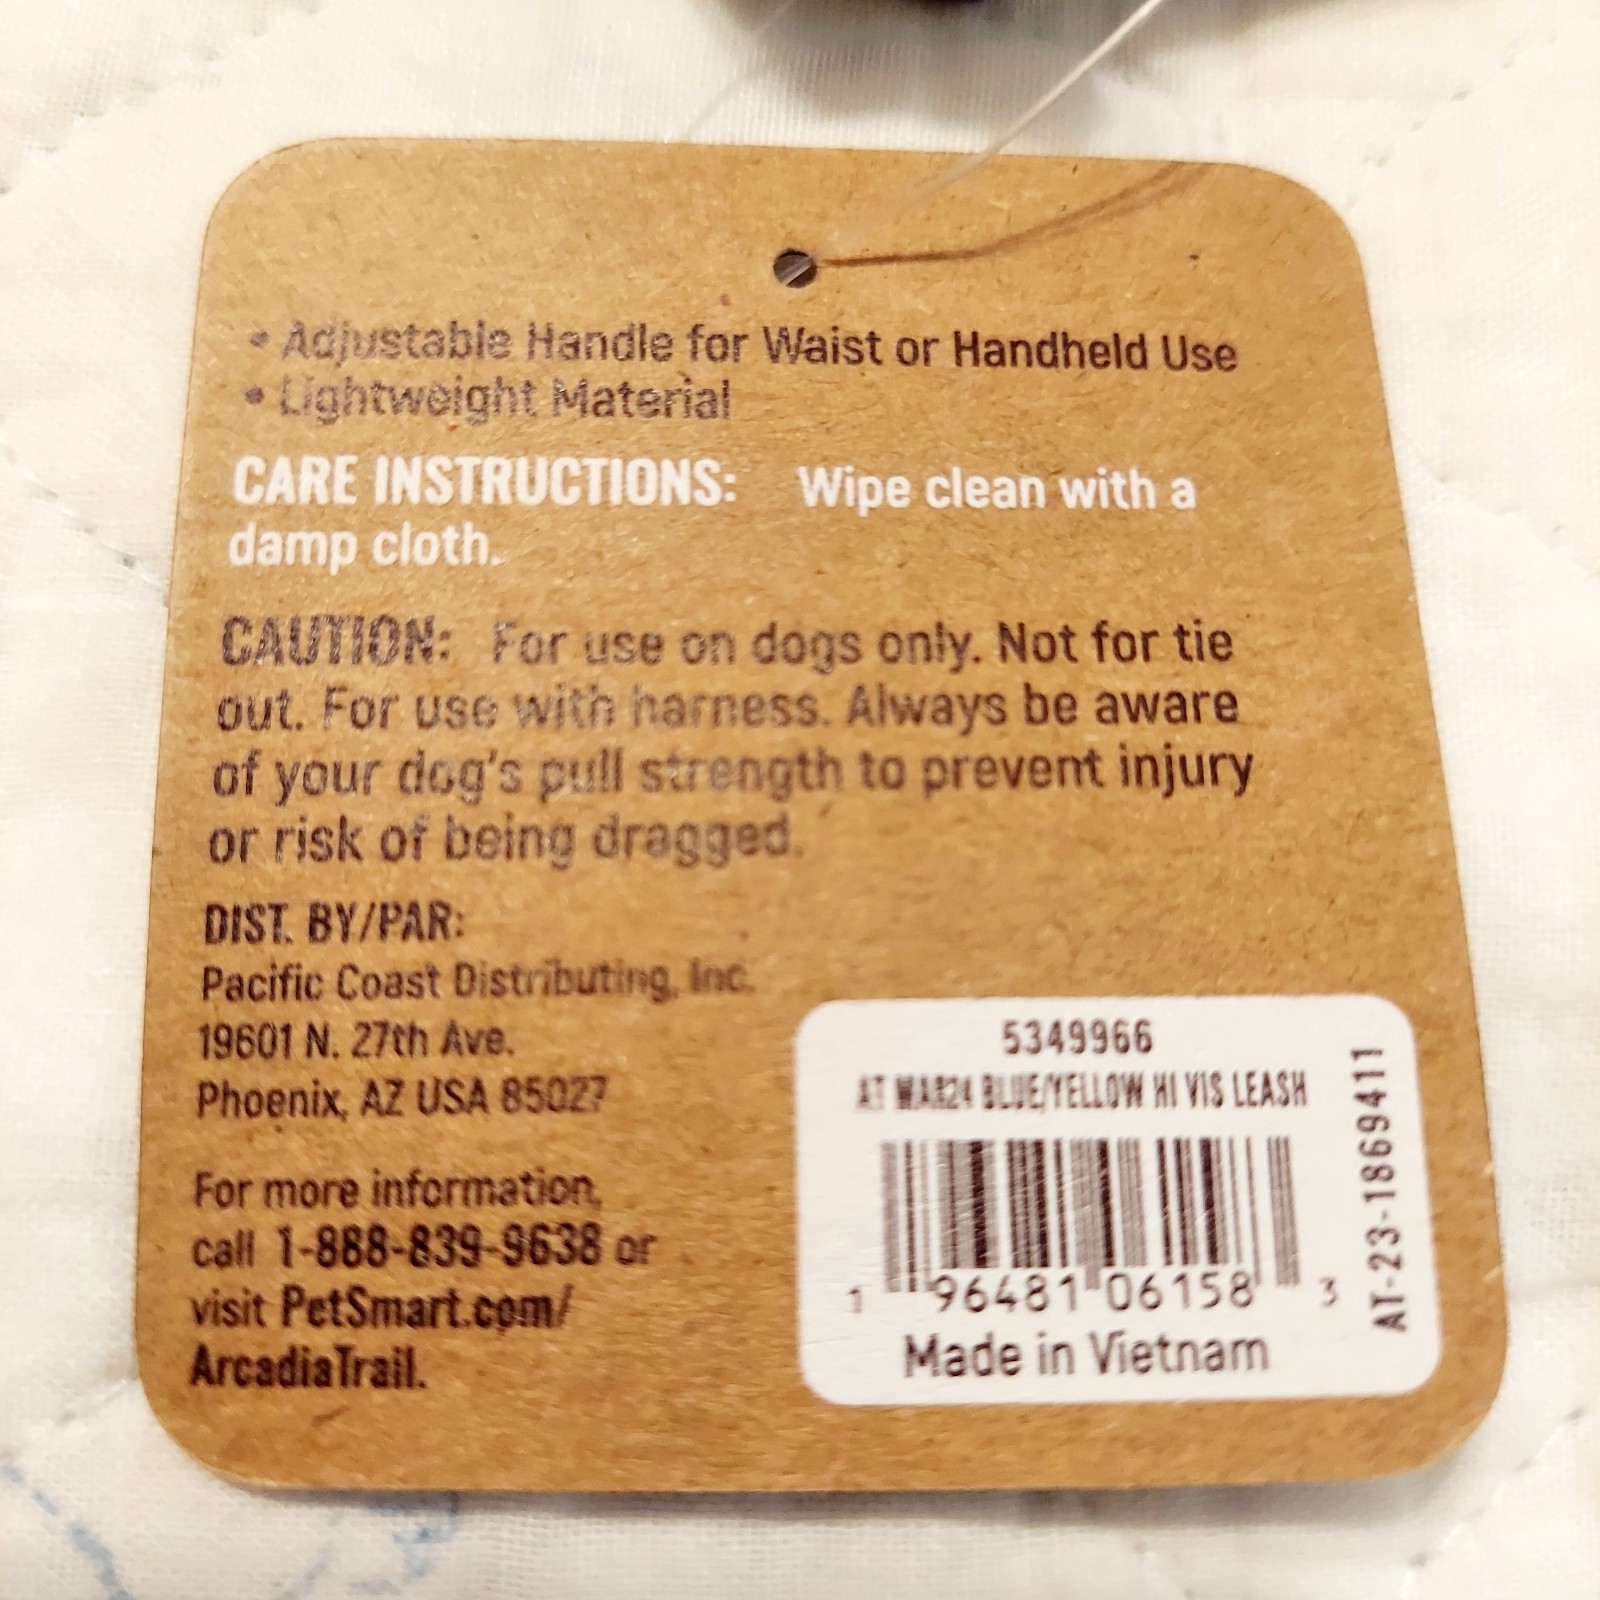 • Adjustable Handle for Waist or Handheld Use
• Lightweight Material
CARE INSTRUCTIONS: Wipe clean with a
damp cloth.
CAUTION: For use on dogs only. Not for tie
out. For use with harness. Always be aware
of your dog's pull strength to prevent injury
or risk of being dragged.
DIST. BY/PAR:
Pacific Coast Distributing, Inc.
19601 N. 27th Ave.
Phoenix, AZ USA 85027
For more information,
call 1-888-839-9638 or
visit PetSmart.com/
ArcadiaTrail.
5349966
AT MAR24 BLUE/YELLOW HI VIS LEASH
1 96481 06158 3
Made in Vietnam
AT-23-1869411